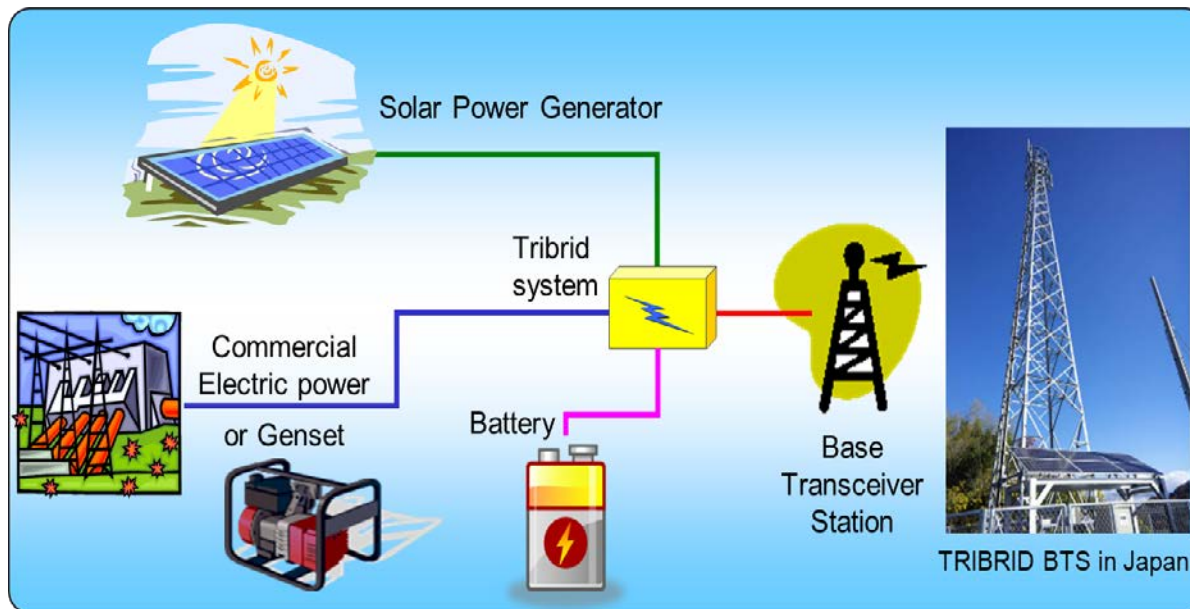 Solar Power Generator
Tribrid
system
Commercial
Electric power
or Genset
Battery
Base
Transceiver
Station
TRIBRID BTS in Japan